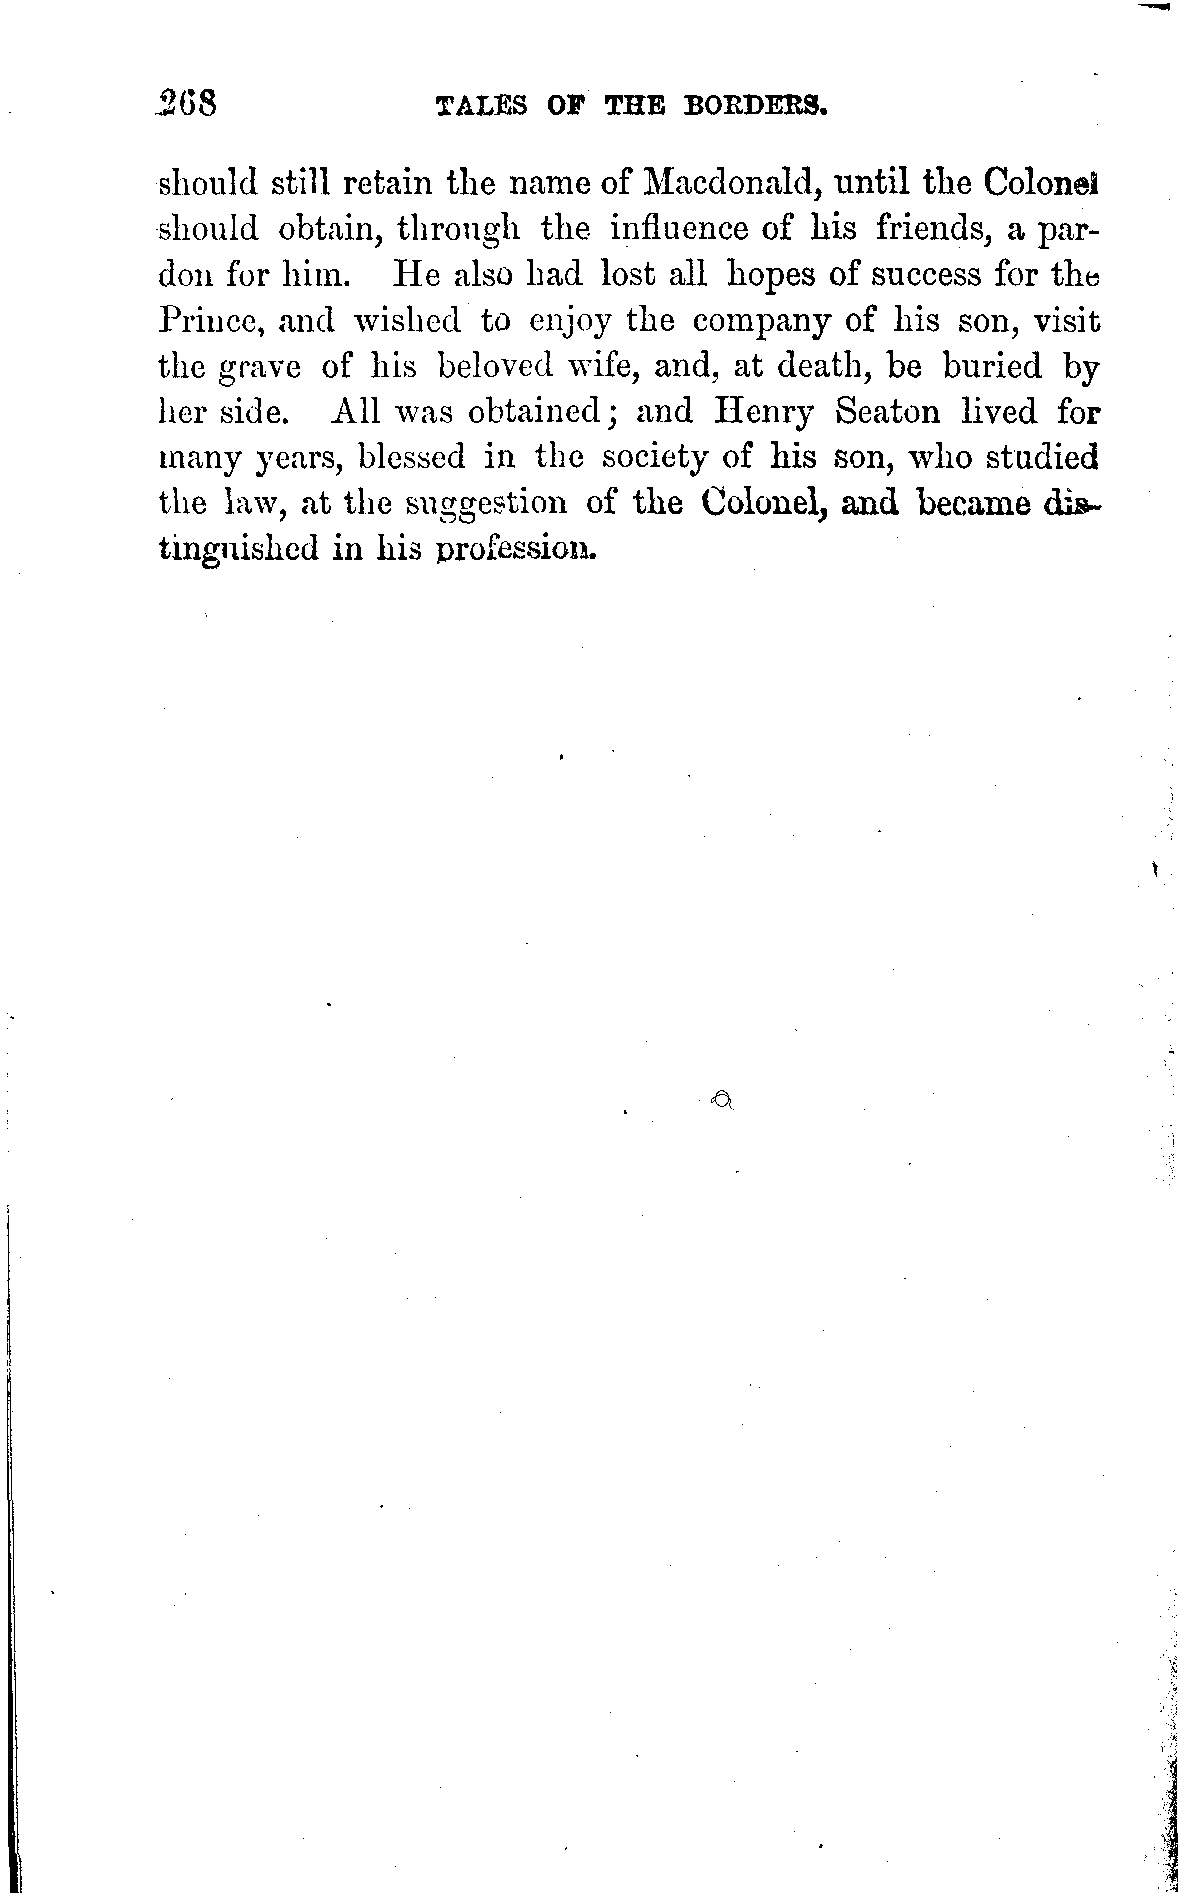 268 TALES OF THE BORDERS.
should still retain the name of Macdonald, until the Colonel
should obtain, through the influence of his friends, a par-
don for him. He also had lost all hopes of success for the
Prince, and wished to enjoy the company of his son, visit
the grave of his beloved wife, and, at death, be buried by
her side. All was obtained; and Henry Seaton lived for
many years, blessed in the society of his son, who studied
the law, at the suggestion of the Colonel, and became dis-
tinguished in his profession.